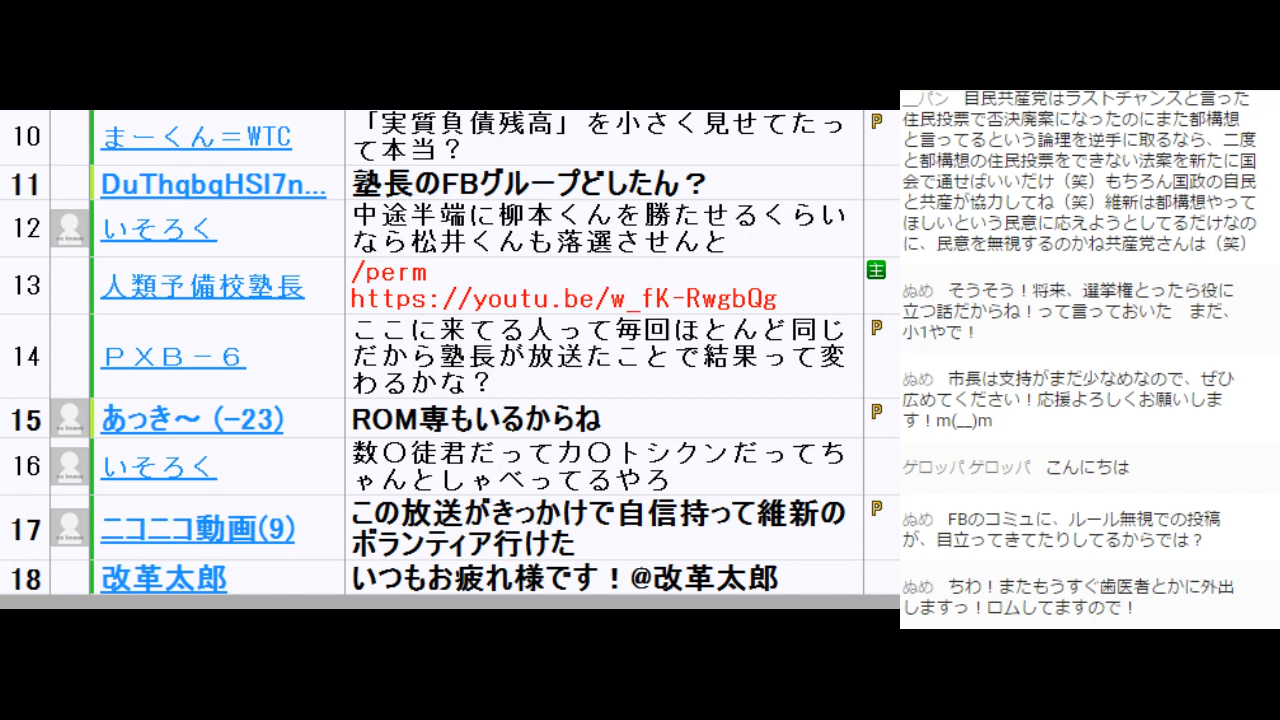 10 まーくん=WTC 「実質負債残高」を小さく見せてたっ
て本当？
11 DuThqbqHSI7n... 塾長のFBグループどしたん？
12 いそろく 中途半端に柳本くんを勝たせるくらい
なら松井くんも落選させんと
13 人類予備校塾長 /perm
https://youtu.be/w_fK-RwgbQg
主
14 ＰＸＢ－６ ここに来てる人って毎回ほとんど同じ
だから塾長が放送たことで結果って変
わるかな？
15 あっき～ (-23) ROM専もいるからね
16 いそろく 数〇徒君だって力〇トシクンだってち
ゃんとしゃべってるやろ
17 ニコニコ動画(9) この放送がきっかけで自信持って維新の
ボランティア行けた
18 改革太郎 いつもお疲れ様です！@改革太郎
__パン 自民共産党はラストチャンスと言った
住民投票で否決廃案になったのにまた都構想
と言ってるという論理を逆手に取るなら、二度
と都構想の住民投票をできない法案を新たに国
会で通せばいいだけ（笑）もちろん国政の自民
と共産が協力してね（笑）維新は都構想やって
ほしいという民意に応えようとしてるだけなの
に、民意を無視するのかね共産党さんは（笑）
ぬめ そうそう！将来、選挙権とったら役に
立つ話だからね！って言っておいた まだ、
小1やで！
ぬめ 市長は支持がまだ少なめなので、ぜひ
広めてください！応援よろしくお願いしま
す！m(__)m
ゲロッパ ゲロッパ こんにちは
ぬめ FBのコミュに、ルール無視での投稿
が、目立ってきてたりしてるからでは？
ぬめ ちわ！またもうすぐ歯医者とかに外出
しますっ！ロムしてますので！